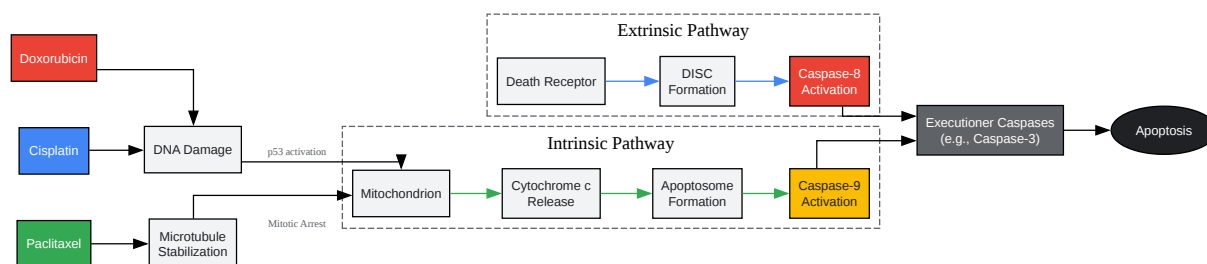 Extrinsic Pathway
Doxorubicin
Death Receptor
DISC
Formation
Caspase-8
Activation
Executioner Caspases
(e.g., Caspase-3)
Apoptosis
Cisplatin
DNA Damage
p53 activation
Intrinsic Pathway
Mitochondrion
Cytochrome c
Release
Apoptosome
Formation
Caspase-9
Activation
Mitotic Arrest
Paclitaxel
Microtubule
Stabilization